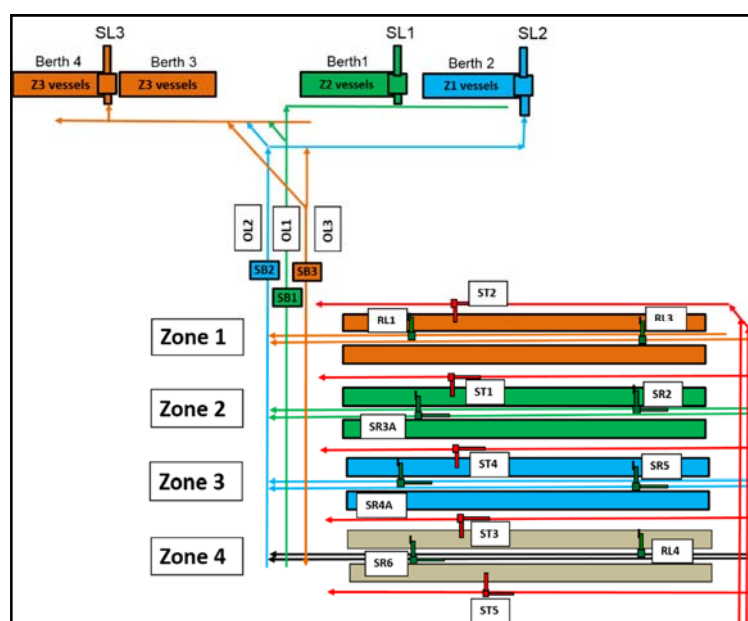 SL3
SL1
SL2
Berth 4
Berth 3
Berth1
Berth 2
Z3 vessels
Z3 vessels
Z2 vessels
Z1 vessels
OL2
OL1
OL3
SB2
SB3
SB1
ST2
RL1
RL3
Zone 1
ST1
SR2
Zone 2
SR3A
ST4
SR5
Zone 3
SR4A
ST3
RL4
Zone 4
SR6
ST5